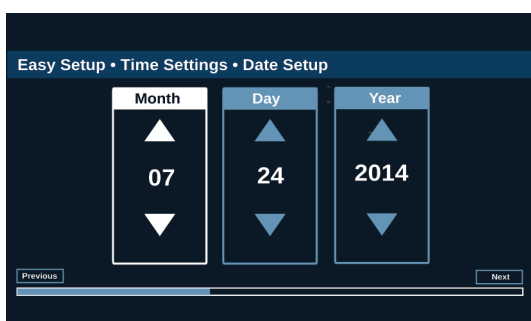 Easy Setup • Time Settings • Date Setup
Month Day Year
07 24 2014
Previous Next